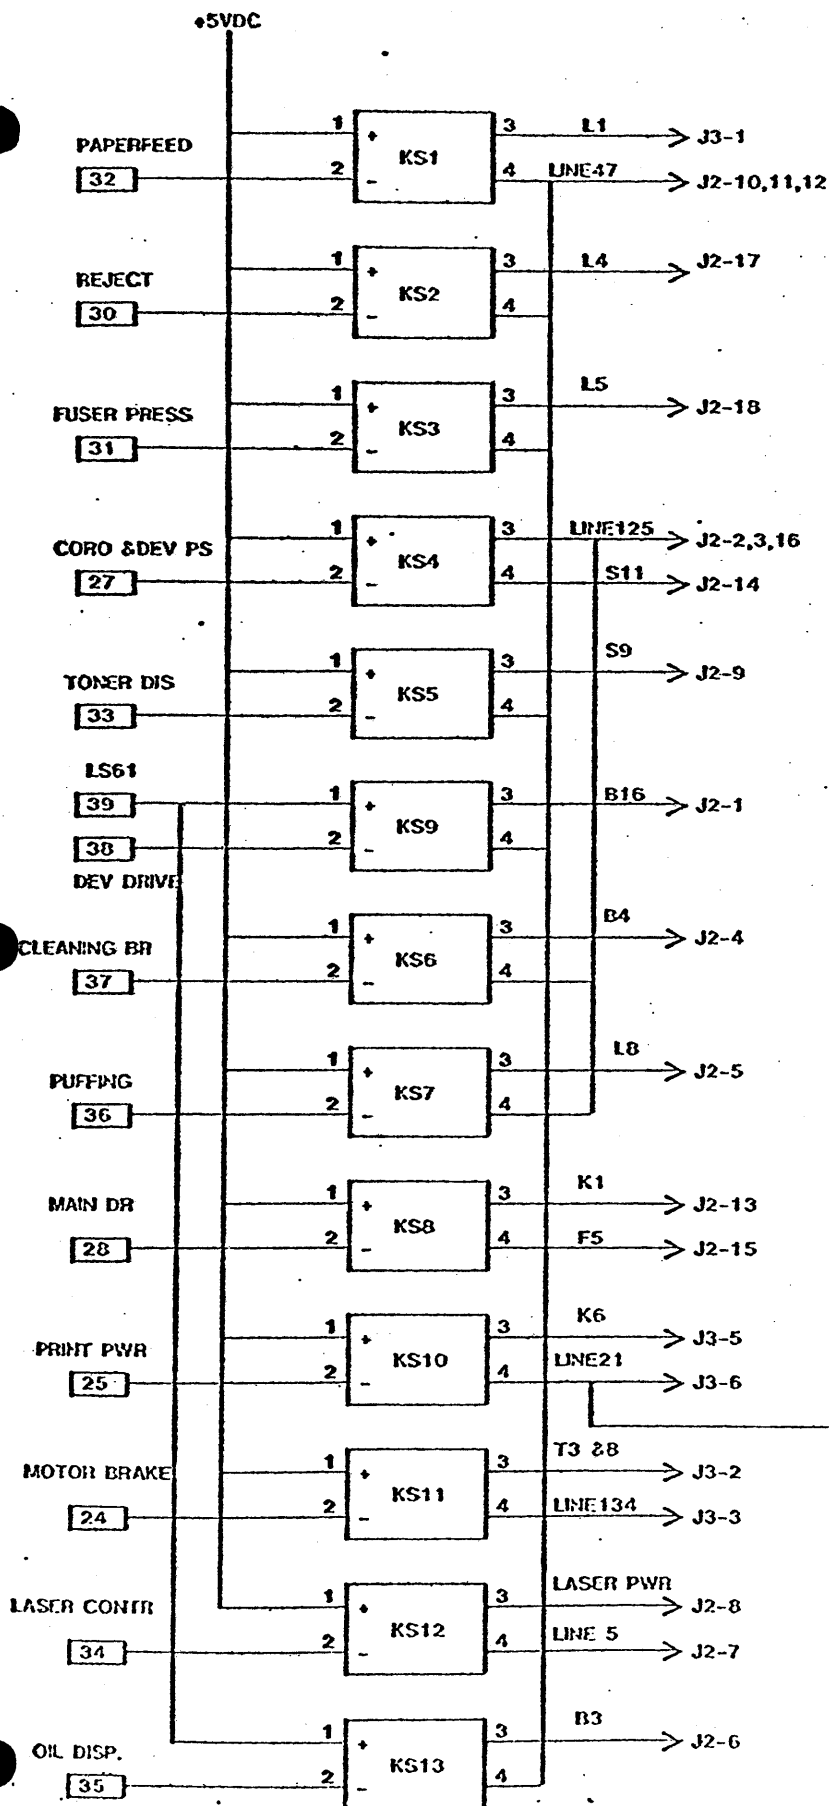 +5VDC
PAPERFEED
32
1
2
+
-
KS1
3
4
L1
LINE47
J3-1
J2-10,11,12
REJECT
30
1
2
+
-
KS2
3
4
L4
J2-17
FUSER PRESS
31
1
2
+
-
KS3
3
4
L5
J2-18
CORO &DEV PS
27
1
2
+
-
KS4
3
4
LINE125
S11
J2-2,3,16
J2-14
TONER DIS
33
1
2
+
-
KS5
3
4
S9
J2-9
LS61
39
38
DEV DRIVE
1
2
+
-
KS9
3
4
B16
J2-1
CLEANING BR
37
1
2
+
-
KS6
3
4
B4
J2-4
PUFFING
36
1
2
+
-
KS7
3
4
L8
J2-5
MAIN DR
28
1
2
+
-
KS8
3
4
K1
F5
J2-13
J2-15
PRINT PWR
25
1
2
+
-
KS10
3
4
K6
LINE21
J3-5
J3-6
MOTOR BRAKE
24
1
2
+
-
KS11
3
4
T3 &8
LINE134
J3-2
J3-3
LASER CONTR
34
1
2
+
-
KS12
3
4
LASER PWR
LINE 5
J2-8
J2-7
OIL DISP.
35
1
2
+
-
KS13
3
4
B3
J2-6